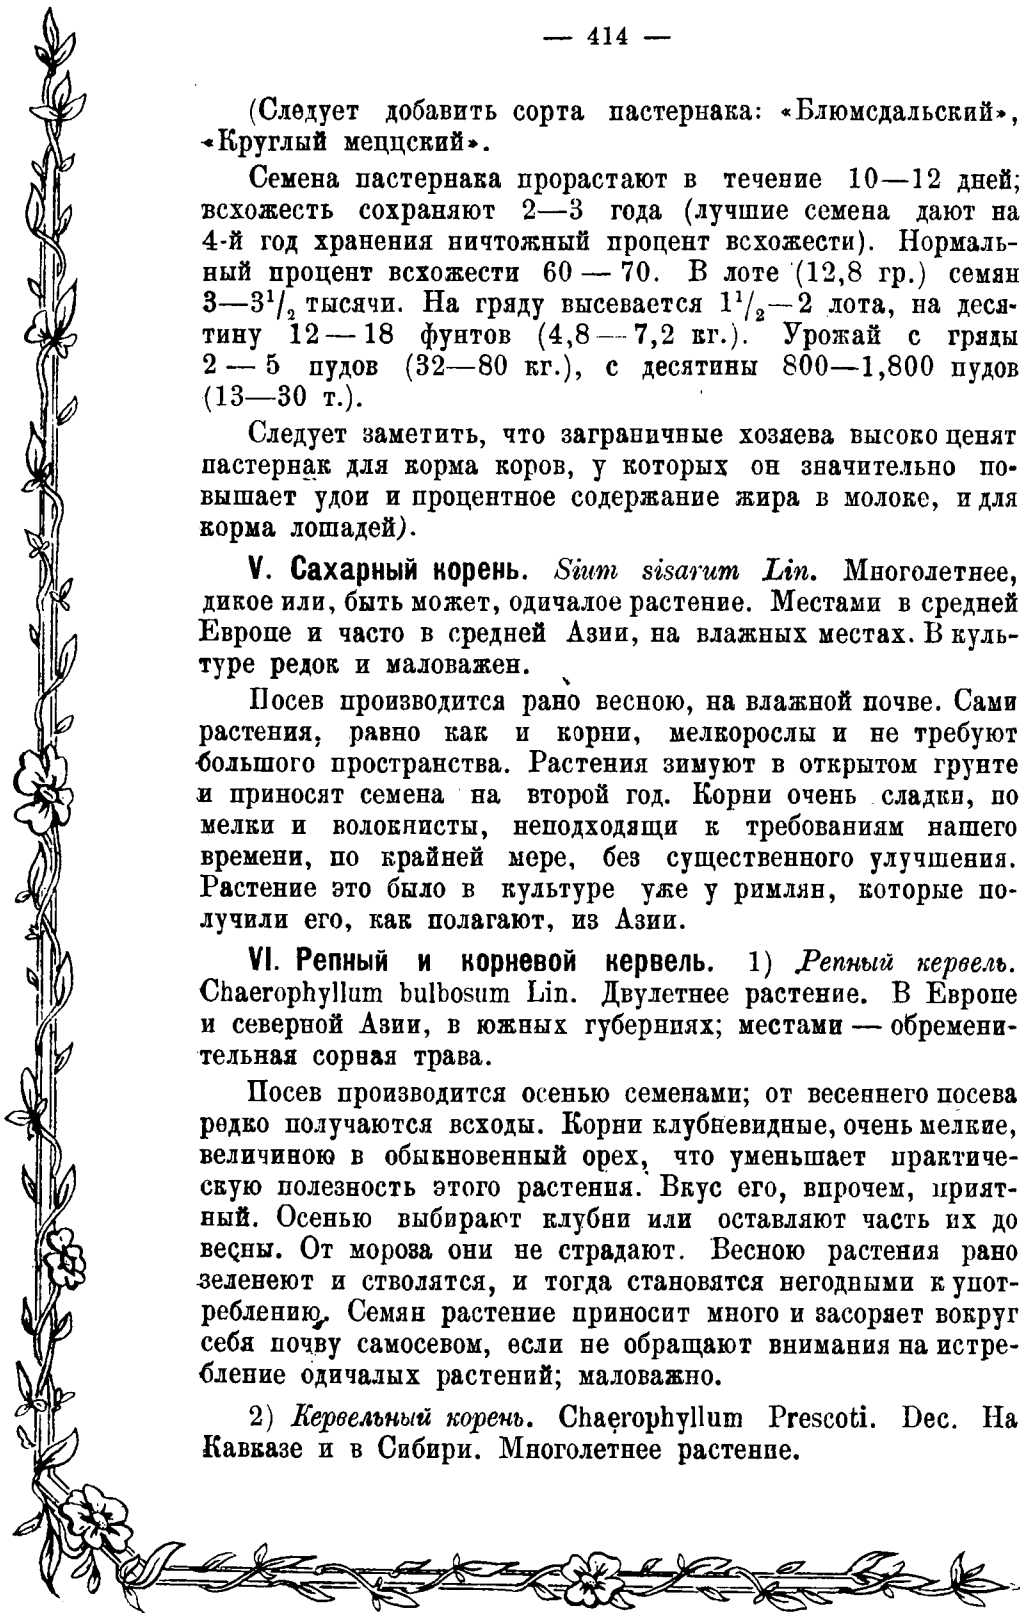 — 414 —
(Следует добавить сорта пастернака: «Блюмсдальский»,
«Круглый меццский».
Семена пастернака прорастают в течение 10—12 дней;
всхожесть сохраняют 2—3 года (лучшие семена дают на
4-й год хранения ничтожный процент всхожести). Нормаль-
ный процент всхожести 60 — 70. В лоте (12,8 гр.) семян
3—3¹/₂ тысячи. На гряду высевается 1¹/₂ — 2 лота, на деся-
тину 12 — 18 фунтов (4,8 — 7,2 кг.). Урожай с гряды
2 — 5 пудов (32—80 кг.), с десятины 800—1,800 пудов
(13—30 т.).
Следует заметить, что заграничные хозяева высоко ценят
пастернак для корма коров, у которых он значительно по-
вышает удои и процентное содержание жира в молоке, и для
корма лошадей).
V. Сахарный корень. Sium sisarum Lin. Многолетнее,
дикое или, быть может, одичалое растение. Местами в средней
Европе и часто в средней Азии, на влажных местах. В куль-
туре редок и маловажен.
Посев производится рано весною, на влажной почве. Сами
растения, равно как и корни, мелкорослы и не требуют
большого пространства. Растения зимуют в открытом грунте
и приносят семена на второй год. Корни очень сладки, но
мелки и волокнисты, неподходящи к требованиям нашего
времени, по крайней мере, без существенного улучшения.
Растение это было в культуре уже у римлян, которые по-
лучили его, как полагают, из Азии.
VI. Репный и корневой кервель. 1) Репный кервель.
Chaerophyllum bulbosum Lin. Двулетнее растение. В Европе
и северной Азии, в южных губерниях; местами — обремени-
тельная сорная трава.
Посев производится осенью семенами; от весеннего посева
редко получаются всходы. Корни клубневидные, очень мелкие,
величиною в обыкновенный орех, что уменьшает практиче-
скую полезность этого растения. Вкус его, впрочем, прият-
ный. Осенью выбирают клубни или оставляют часть их до
весны. От мороза они не страдают. Весною растения рано
зеленеют и стволятся, и тогда становятся негодными к упот-
реблению. Семян растение приносит много и засоряет вокруг
себя почву самосевом, если не обращают внимания на истре-
бление одичалых растений; маловажно.
2) Кервельный корень. Chaerophyllum Prescoti. Dec. На
Кавказе и в Сибири. Многолетнее растение.